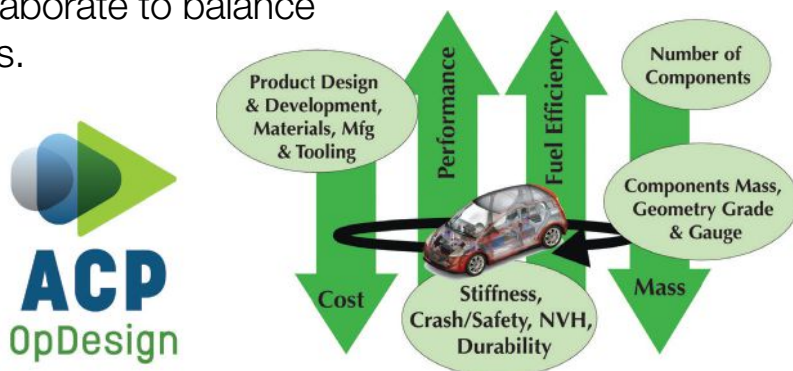 aborate to balance
s.
Product Design
& Development,
Materials, Mfg
& Tooling
Performance
Fuel Efficiency
Number of
Components
Components Mass,
Geometry Grade
& Gauge
Cost
Stiffness,
Crash/Safety, NVH,
Durability
Mass
ACP
OpDesign